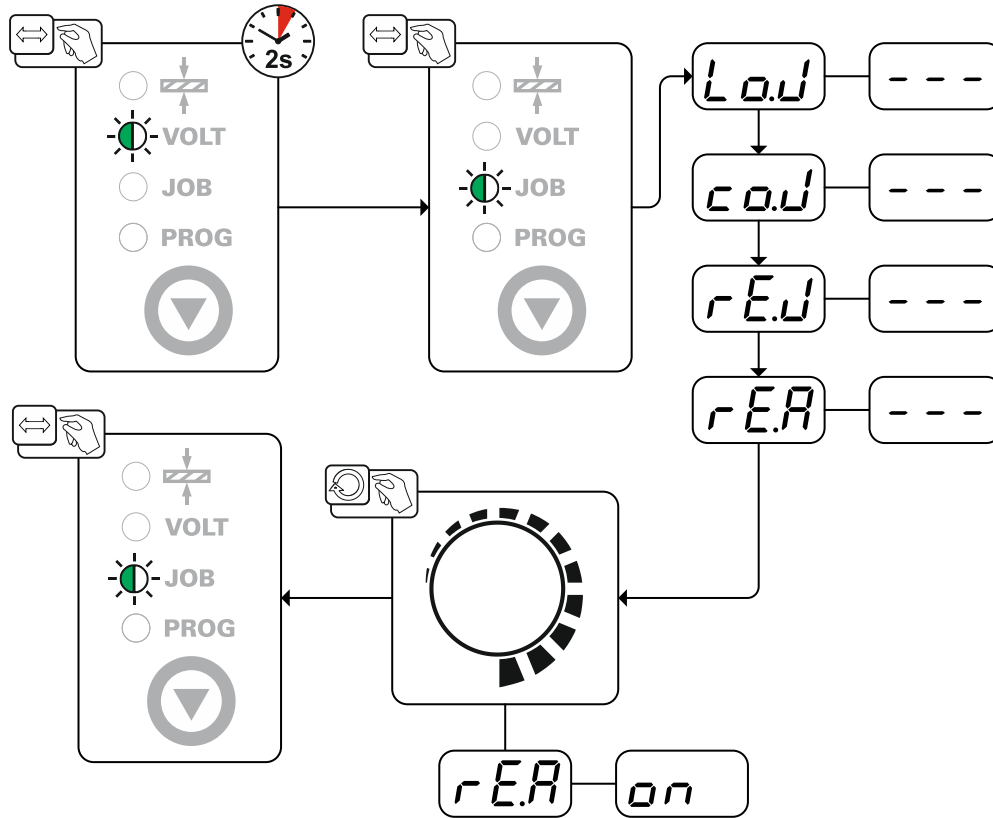 2s
VOLT
JOB
PROG
VOLT
JOB
PROG
Lo.J
- - -
co.J
- - -
rE.J
- - -
rE.A
- - -
VOLT
JOB
PROG
rE.A
on